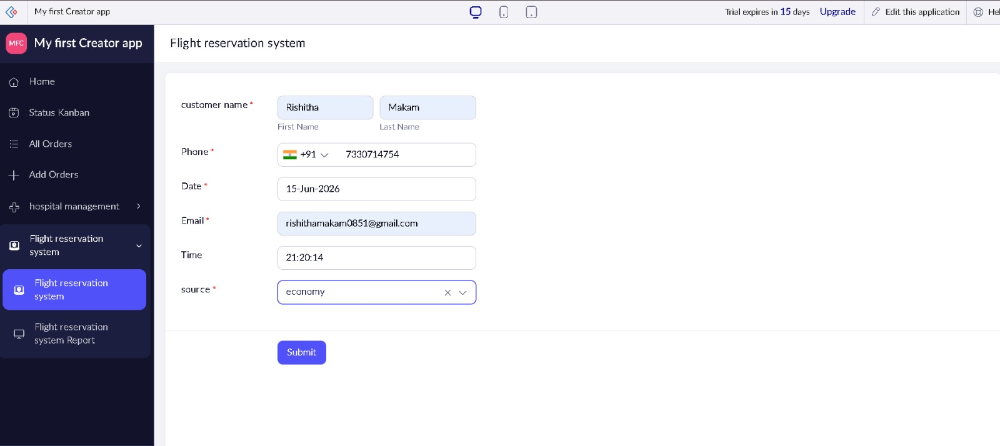 My first Creator app
Trial expires in 15 days Upgrade Edit this application Hel
MFC My first Creator app
Home
Status Kanban
All Orders
Add Orders
hospital management
Flight reservation
system
Flight reservation
system
Flight reservation
system Report
Flight reservation system
customer name * Rishitha Makam
First Name Last Name
Phone * +91 7330714754
Date * 15-Jun-2026
Email * rishithamakam0851@gmail.com
Time 21:20:14
source * economy
Submit